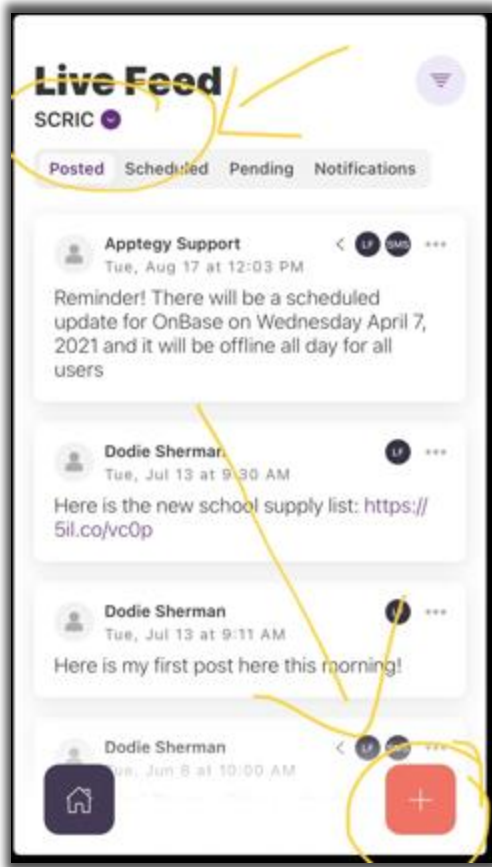 Live Feed
SCRIC
Posted Scheduled Pending Notifications
Apptegy Support LF SMS
Tue, Aug 17 at 12:03 PM
Reminder! There will be a scheduled
update for OnBase on Wednesday April 7,
2021 and it will be offline all day for all
users
Dodie Sherman LF
Tue, Jul 13 at 9:30 AM
Here is the new school supply list: https://
5il.co/vc0p
Dodie Sherman LF
Tue, Jul 13 at 9:11 AM
Here is my first post here this morning!
Dodie Sherman LF SMS
Tue, Jun 8 at 10:00 AM